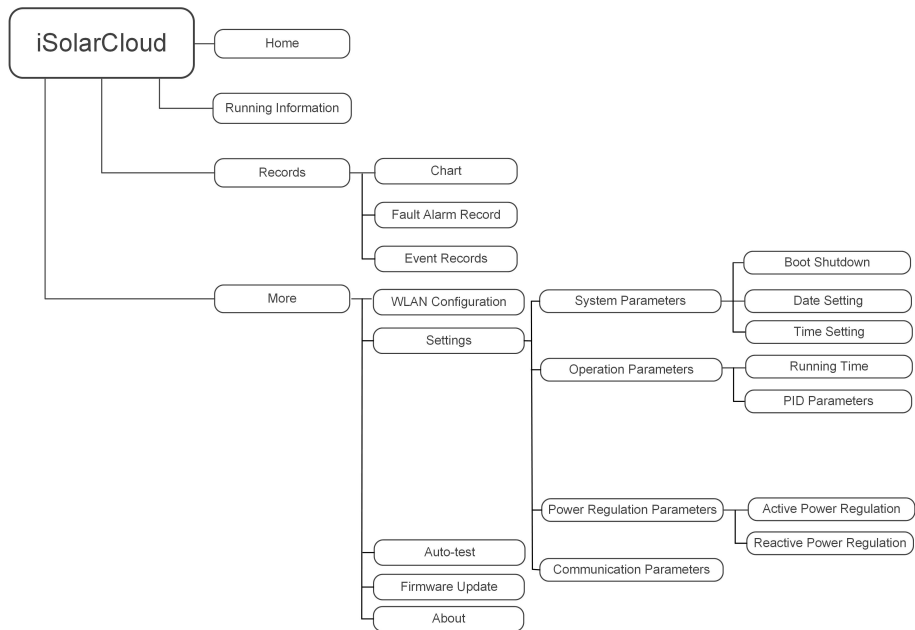 iSolarCloud
Home
Running Information
Records
Chart
Fault Alarm Record
Event Records
More
WLAN Configuration
Settings
System Parameters
Boot Shutdown
Date Setting
Time Setting
Operation Parameters
Running Time
PID Parameters
Power Regulation Parameters
Active Power Regulation
Reactive Power Regulation
Communication Parameters
Auto-test
Firmware Update
About